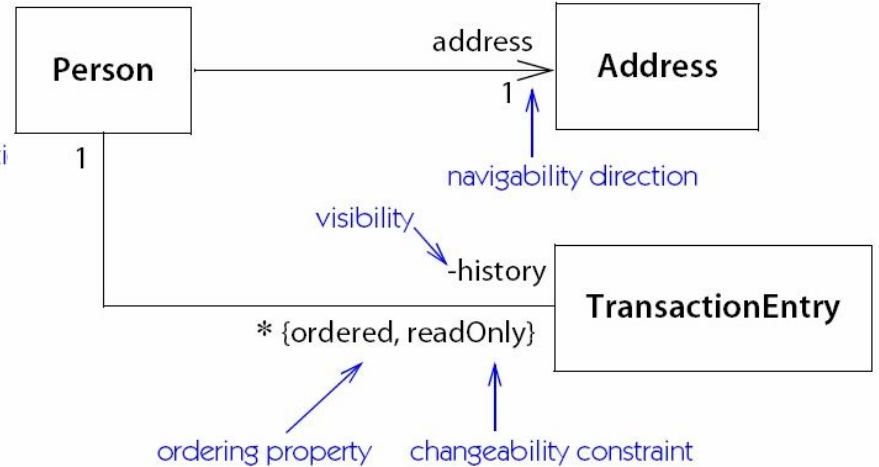 address
Person
Address
1
1
navigability direction
visibility
-history
TransactionEntry
* {ordered, readOnly}
ordering property
changeability constraint